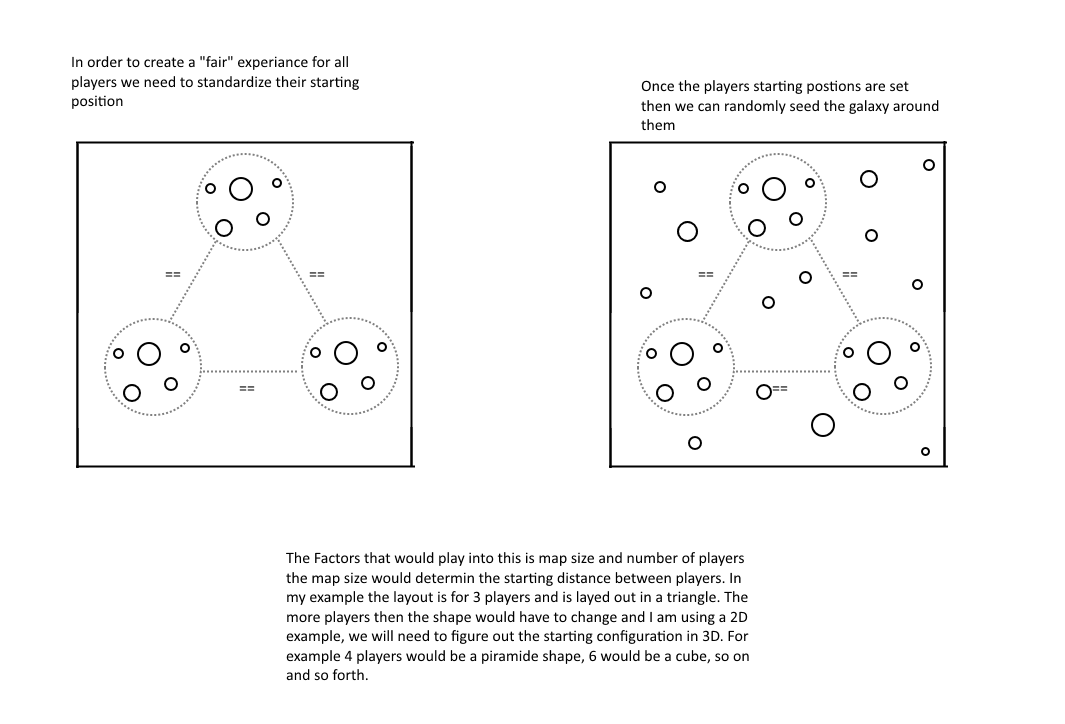 In order to create a "fair" experiance for all
players we need to standardize their starting
position
Once the players starting postions are set
then we can randomly seed the galaxy around
them
==
==
==
==
==
==
The Factors that would play into this is map size and number of players
the map size would determin the starting distance between players. In
my example the layout is for 3 players and is layed out in a triangle. The
more players then the shape would have to change and I am using a 2D
example, we will need to figure out the starting configuration in 3D. For
example 4 players would be a piramide shape, 6 would be a cube, so on
and so forth.